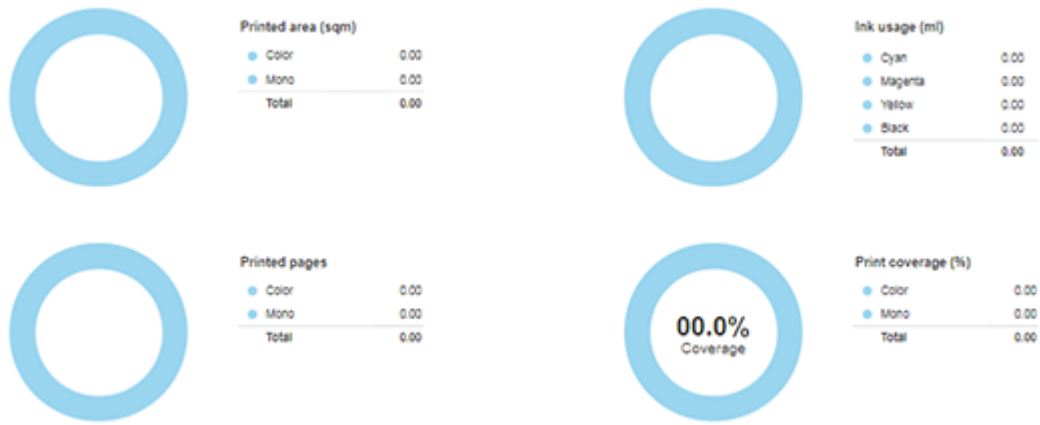 Printed area (sqm)
Color 0.00
Mono 0.00
Total 0.00
Ink usage (ml)
Cyan 0.00
Magenta 0.00
Yellow 0.00
Black 0.00
Total 0.00
Printed pages
Color 0.00
Mono 0.00
Total 0.00
00.0%
Coverage
Print coverage (%)
Color 0.00
Mono 0.00
Total 0.00